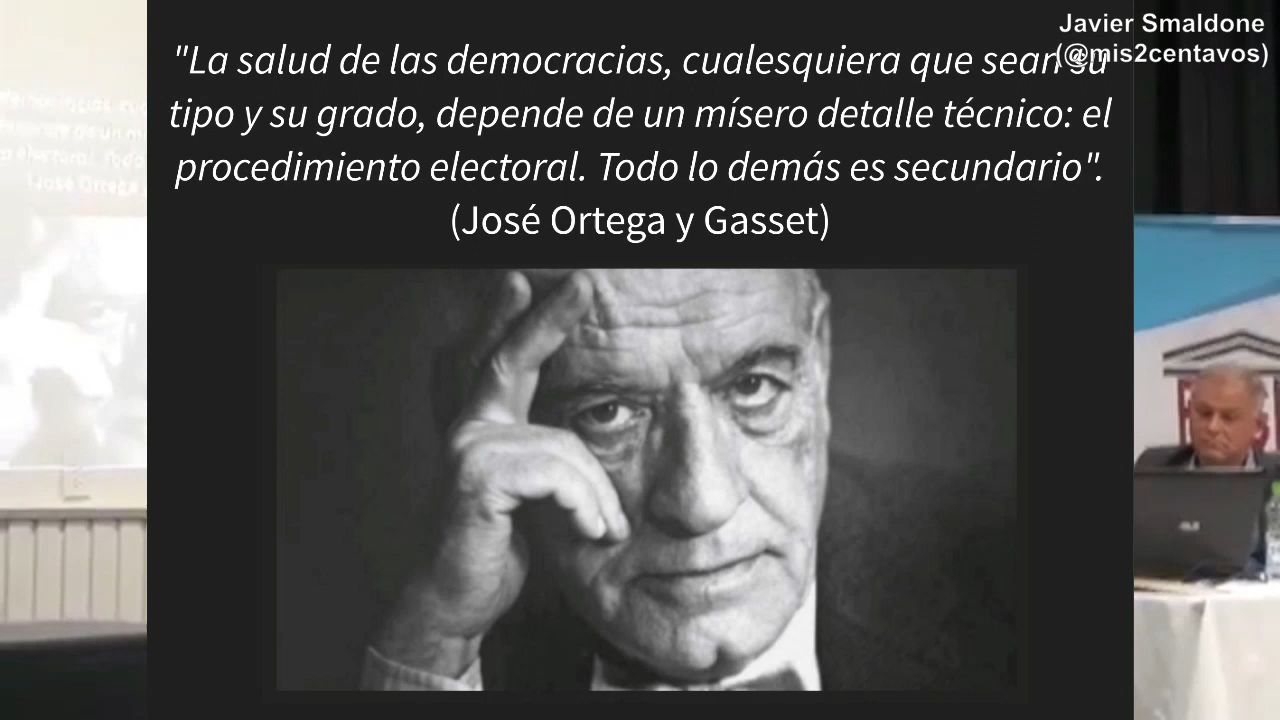 Javier Smaldone
(@mis2centavos)
"La salud de las democracias, cualesquiera que sean su
tipo y su grado, depende de un mísero detalle técnico: el
procedimiento electoral. Todo lo demás es secundario".
(José Ortega y Gasset)